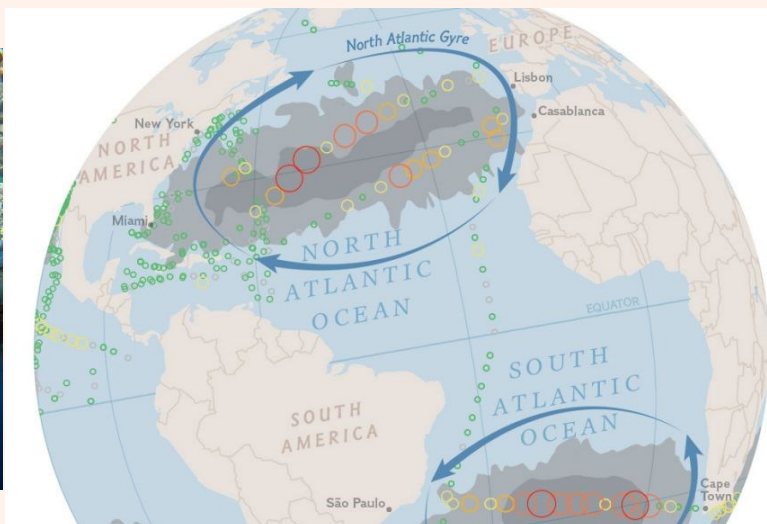 North Atlantic Gyre
EUROPE
Lisbon
Casablanca
New York
NORTH
AMERICA
Miami
NORTH
ATLANTIC
OCEAN
EQUATOR
SOUTH
ATLANTIC
OCEAN
SOUTH
AMERICA
São Paulo
Cape
Town